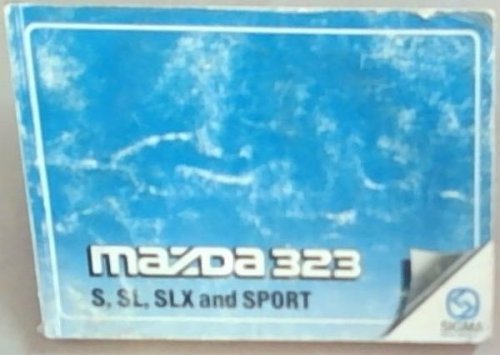 mazda 323
S, SL, SLX and SPORT
SIGMA